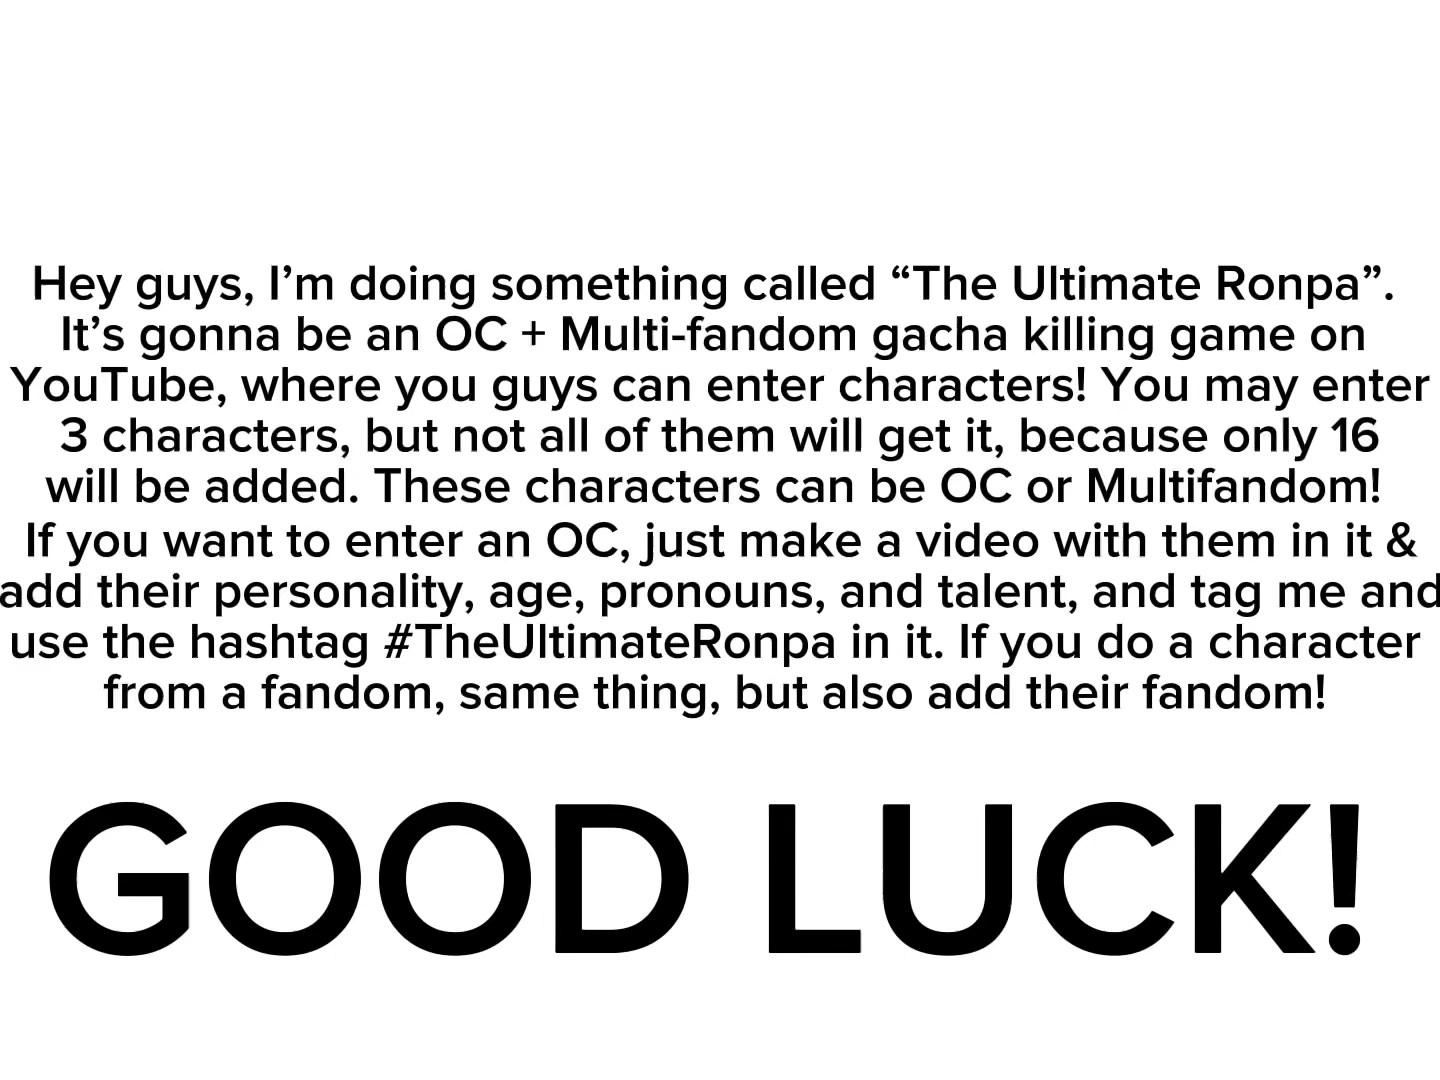 Hey guys, I’m doing something called “The Ultimate Ronpa”.
It’s gonna be an OC + Multi-fandom gacha killing game on
YouTube, where you guys can enter characters! You may enter
3 characters, but not all of them will get it, because only 16
will be added. These characters can be OC or Multifandom!
If you want to enter an OC, just make a video with them in it &
add their personality, age, pronouns, and talent, and tag me and
use the hashtag #TheUltimateRonpa in it. If you do a character
from a fandom, same thing, but also add their fandom!
GOOD LUCK!